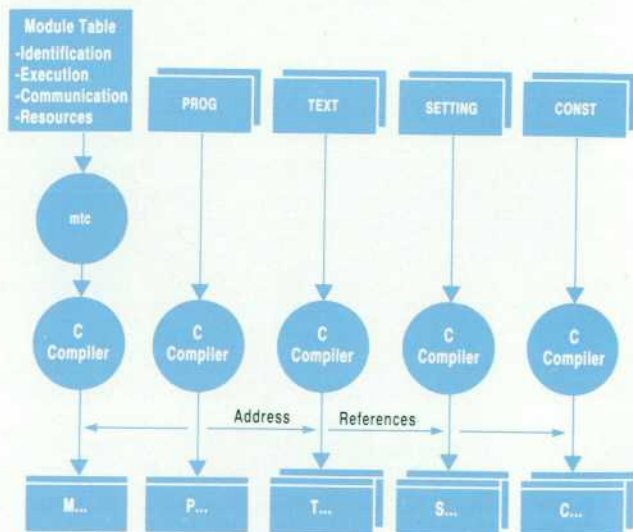 Module Table
-Identification
-Execution
-Communication
-Resources
PROG
TEXT
SETTING
CONST
mtc
C
Compiler
C
Compiler
C
Compiler
C
Compiler
C
Compiler
Address
References
M...
P...
T...
S...
C...